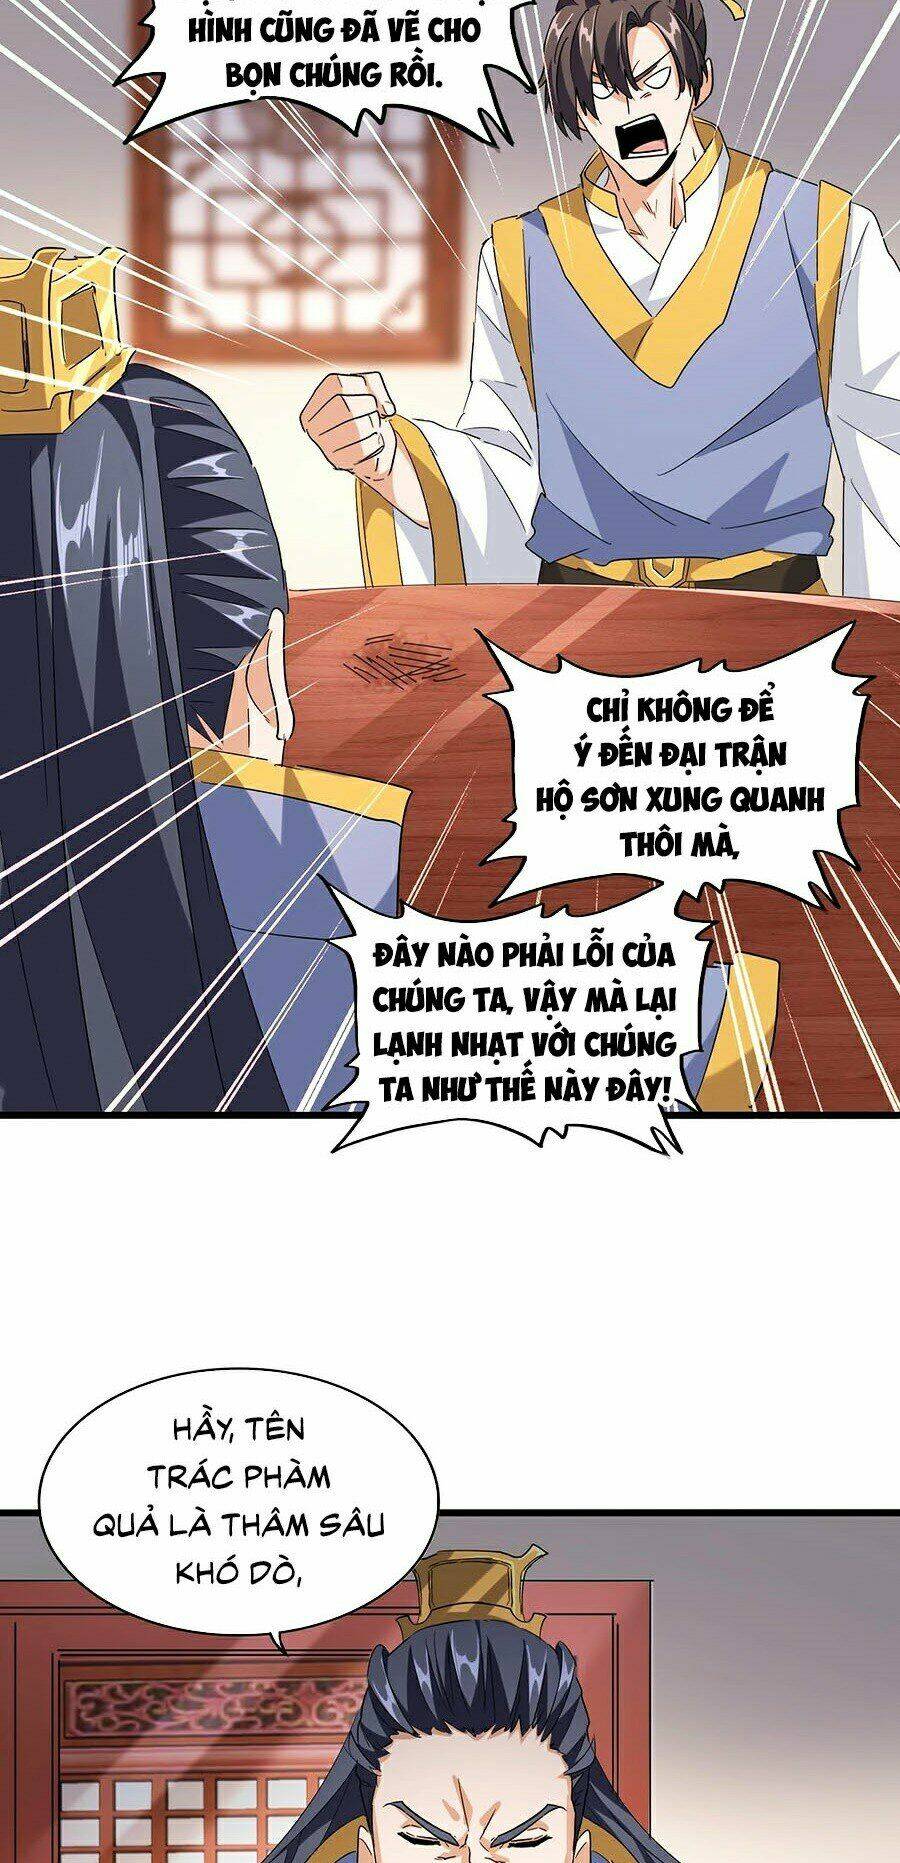 HÌNH CŨNG ĐÃ VẼ CHO
BỌN CHÚNG RỒI.
CHỈ KHÔNG ĐỂ
Ý ĐẾN ĐẠI TRẬN
HỘ SƠN XUNG QUANH
THÔI MÀ,
ĐÂY NÀO PHẢI LỖI CỦA
CHÚNG TA, VẬY MÀ LẠI
LẠNH NHẠT VỚI CHÚNG
TA NHƯ THẾ NÀY ĐÂY!
HẦY, TÊN
TRÁC PHÀM
QUẢ LÀ THÂM SÂU
KHÓ DÒ,